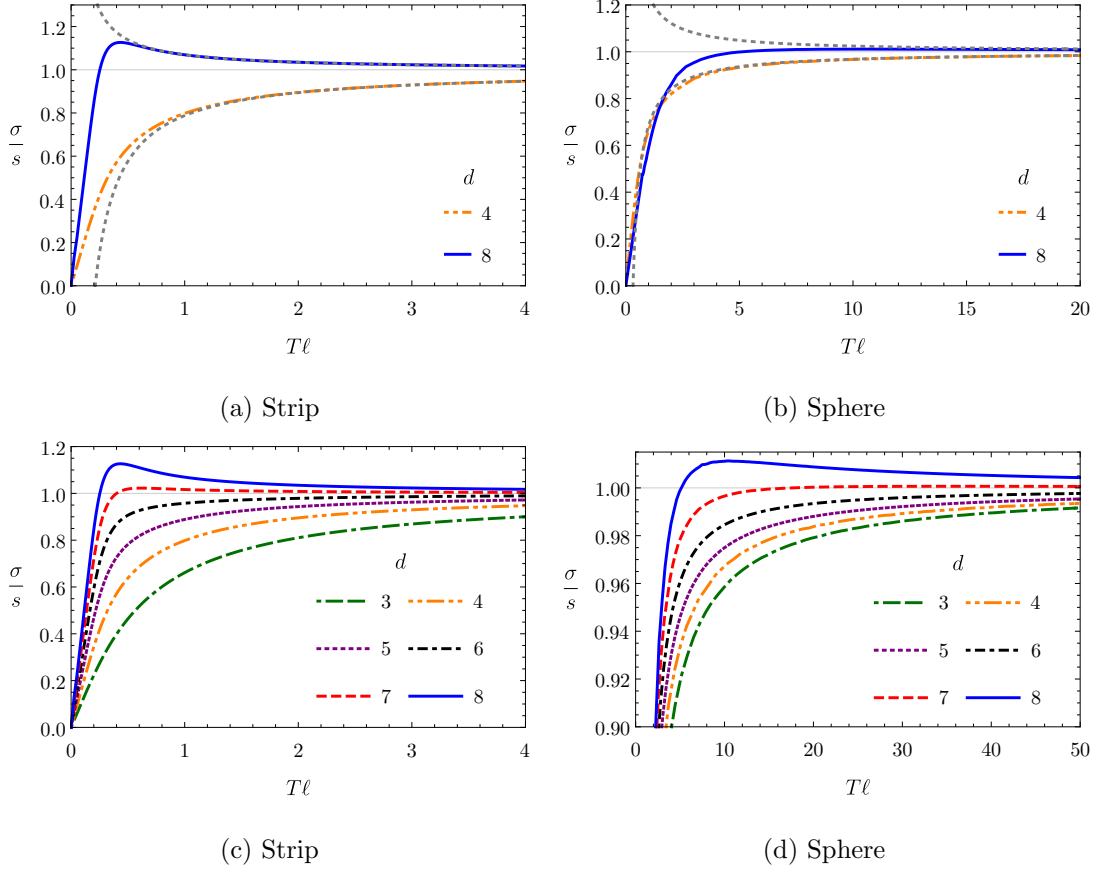 1.2
1.0
0.8
0.6
0.4
0.2
0.0
σ
s
0 1 2 3 4
Tℓ
d
4
8
(a) Strip
1.2
1.0
0.8
0.6
0.4
0.2
0.0
σ
s
0 5 10 15 20
Tℓ
d
4
8
(b) Sphere
1.2
1.0
0.8
0.6
0.4
0.2
0.0
σ
s
0 1 2 3 4
Tℓ
d
3 4
5 6
7 8
(c) Strip
1.00
0.98
0.96
0.94
0.92
0.90
σ
s
0 10 20 30 40 50
Tℓ
d
3 4
5 6
7 8
(d) Sphere